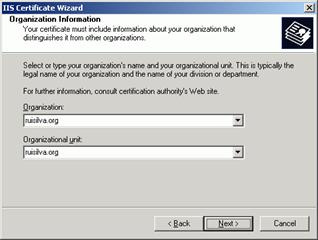 IIS Certificate Wizard
Organization Information
Your certificate must include information about your organization that
distinguishes it from other organizations.
Select or type your organization's name and your organizational unit. This is typically the
legal name of your organization and the name of your division or department.
For further information, consult certification authority's Web site.
Organization:
ruisilva.org
Organizational unit:
ruisilva.org
< Back
Next >
Cancel